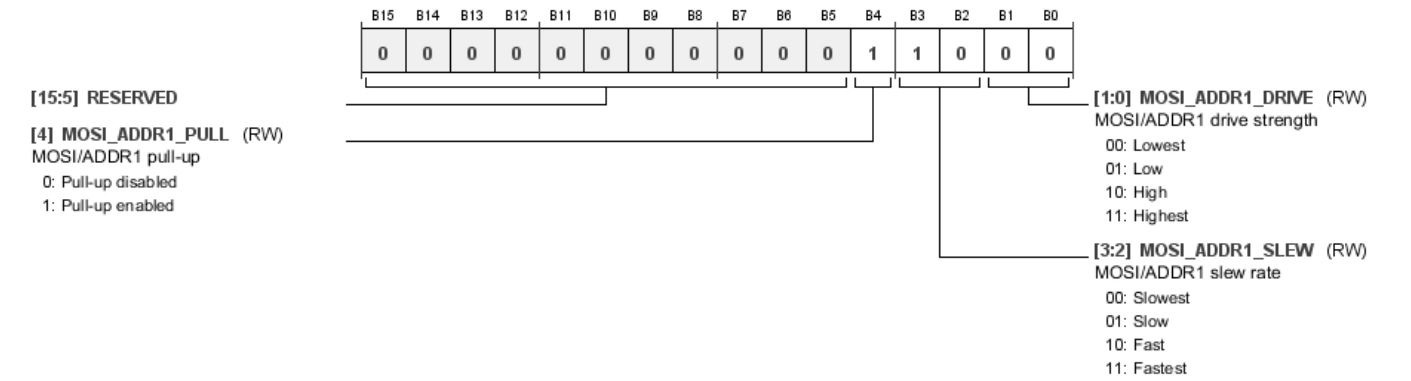 B15 B14 B13 B12 B11 B10 B9 B8 B7 B6 B5 B4 B3 B2 B1 B0
0 0 0 0 0 0 0 0 0 0 0 1 1 0 0 0
[15:5] RESERVED
[4] MOSI_ADDR1_PULL (RW)
MOSI/ADDR1 pull-up
0: Pull-up disabled
1: Pull-up enabled
[1:0] MOSI_ADDR1_DRIVE (RW)
MOSI/ADDR1 drive strength
00: Lowest
01: Low
10: High
11: Highest
[3:2] MOSI_ADDR1_SLEW (RW)
MOSI/ADDR1 slew rate
00: Slowest
01: Slow
10: Fast
11: Fastest